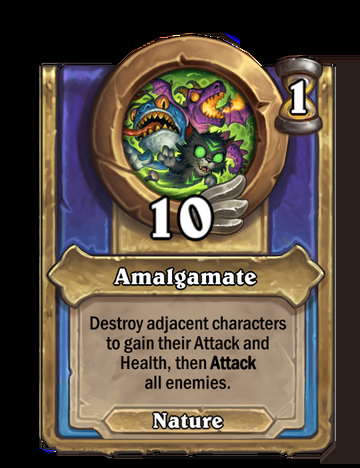 1
10
Amalgamate
Destroy adjacent characters
to gain their Attack and
Health, then Attack
all enemies.
Nature